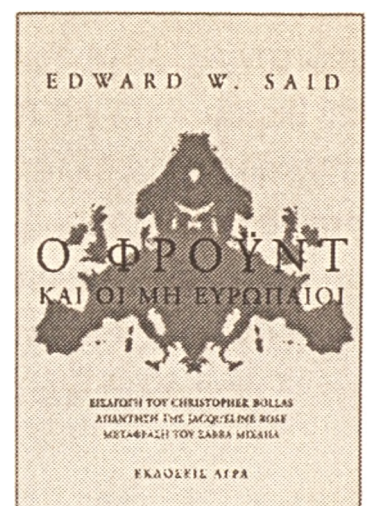 EDWARD W. SAID
Ο ΦΡΟΫΝΤ
ΚΑΙ ΟΙ ΜΗ ΕΥΡΩΠΑΙΟΙ
ΕΙΣΑΓΩΓΗ ΤΟΥ CHRISTOPHER BOLLAS
ΑΠΑΝΤΗΣΗ ΤΗΣ JACQUELINE ROSE
ΜΕΤΑΦΡΑΣΗ ΤΟΥ ΣΑΒΒΑ ΜΙΧΑΗΛ
ΕΚΔΟΣΕΙΣ ΑΓΡΑ